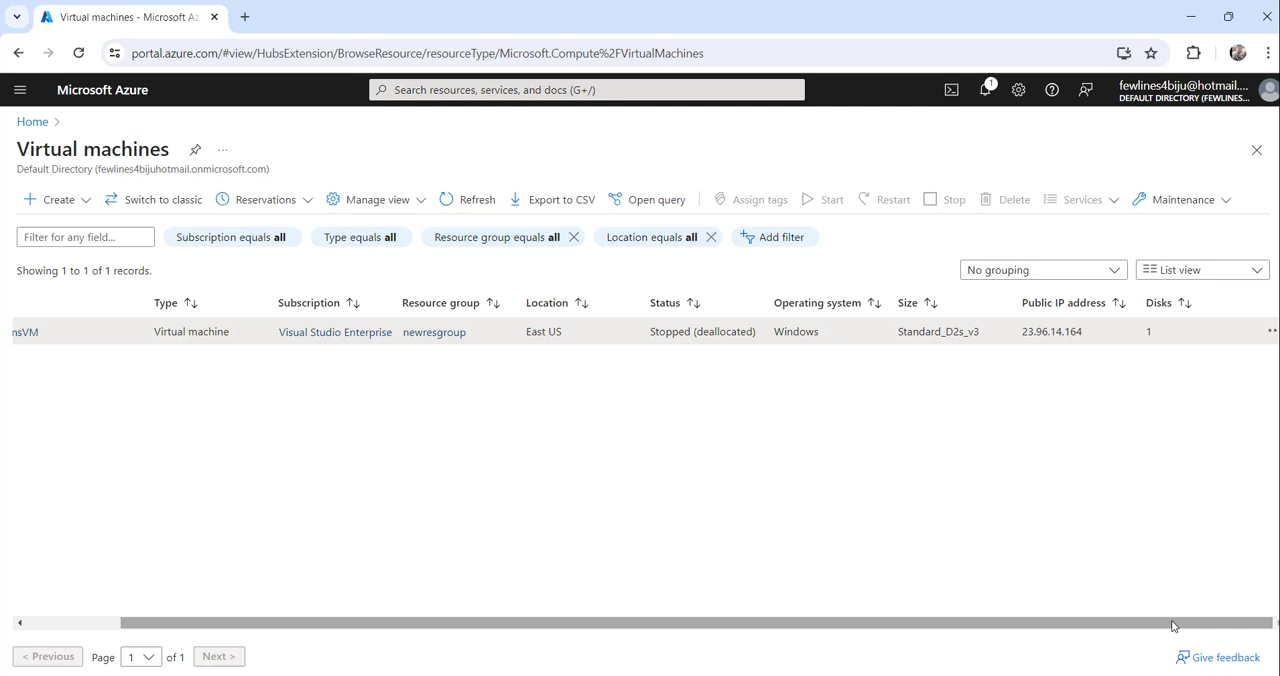 Virtual machines - Microsoft Az
portal.azure.com/#view/HubsExtension/BrowseResource/resourceType/Microsoft.Compute%2FVirtualMachines
Microsoft Azure
Search resources, services, and docs (G+/)
1
fewlines4biju@hotmail....
DEFAULT DIRECTORY (FEWLINES...
Home
Virtual machines
...
Default Directory (fewlines4bijuhotmail.onmicrosoft.com)
Create
Switch to classic
Reservations
Manage view
Refresh
Export to CSV
Open query
Assign tags
Start
Restart
Stop
Delete
Services
Maintenance
Filter for any field...
Subscription equals all
Type equals all
Resource group equals all
Location equals all
Add filter
Showing 1 to 1 of 1 records.
No grouping
List view
Type Subscription Resource group Location Status Operating system Size Public IP address Disks
nsVM Virtual machine Visual Studio Enterprise newresgroup East US Stopped (deallocated) Windows Standard_D2s_v3 23.96.14.164 1
< Previous Page 1 of 1 Next >
Give feedback